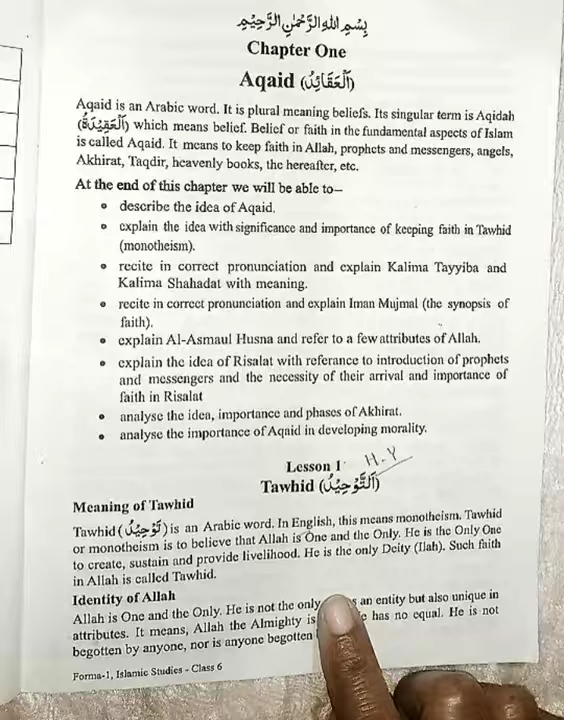 بِسْمِ اللهِ الرَّحْمٰنِ الرَّحِيْمِ
Chapter One
Aqaid (اَلْعَقَائِدُ)
Aqaid is an Arabic word. It is plural meaning beliefs. Its singular term is Aqidah
(اَلْعَقِيْدَةُ) which means belief. Belief or faith in the fundamental aspects of Islam
is called Aqaid. It means to keep faith in Allah, prophets and messengers, angels,
Akhirat, Taqdir, heavenly books, the hereafter, etc.
At the end of this chapter we will be able to–
• describe the idea of Aqaid.
• explain the idea with significance and importance of keeping faith in Tawhid
(monotheism).
• recite in correct pronunciation and explain Kalima Tayyiba and
Kalima Shahadat with meaning.
• recite in correct pronunciation and explain Iman Mujmal (the synopsis of
faith).
• explain Al-Asmaul Husna and refer to a few attributes of Allah.
• explain the idea of Risalat with referance to introduction of prophets
and messengers and the necessity of their arrival and importance of
faith in Risalat
• analyse the idea, importance and phases of Akhirat.
• analyse the importance of Aqaid in developing morality.
Lesson 1
Tawhid (اَلتَّوْحِيْدُ)
Meaning of Tawhid
Tawhid (تَوْحِيْدُ) is an Arabic word. In English, this means monotheism. Tawhid
or monotheism is to believe that Allah is One and the Only. He is the Only One
to create, sustain and provide livelihood. He is the only Deity (Ilah). Such faith
in Allah is called Tawhid.
Identity of Allah
Allah is One and the Only. He is not the only an entity but also unique in
attributes. It means, Allah the Almighty is has no equal. He is not
begotten by anyone, nor is anyone begotten
Forma-1, Islamic Studies - Class 6